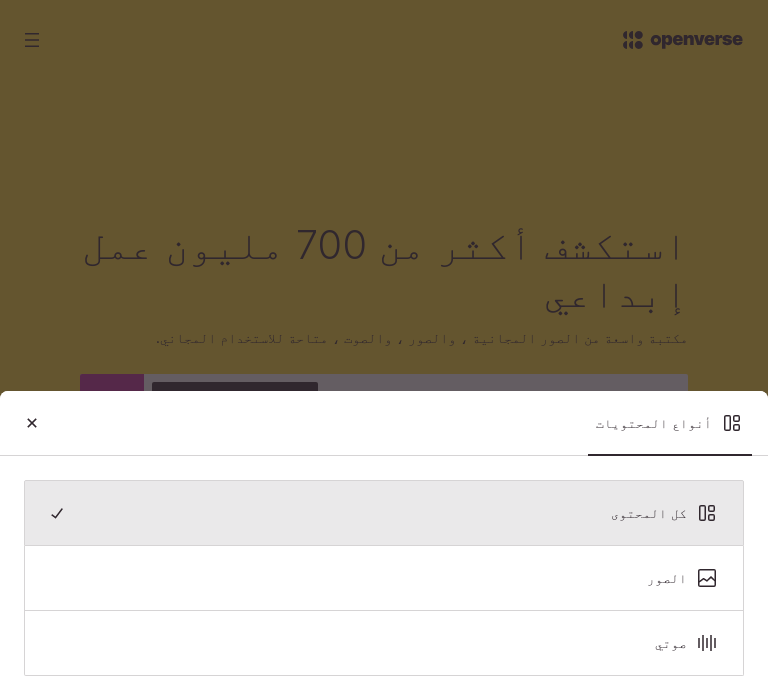 openverse
استكشف أكثر من 700 مليون عمل
إبداعي
مكتبة واسعة من الصور المجانية ، والصور ، والصوت ، متاحة للاستخدام المجاني.
أنواع المحتويات
كل المحتوى
الصور
صوتي